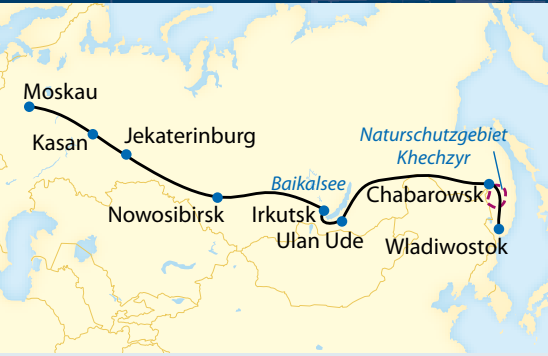 Moskau
Kasan
Jekaterinburg
Naturschutzgebiet
Khechzyr
Baikalsee
Chabarowsk
Nowosibirsk
Irkutsk
Ulan Ude
Wladiwostok